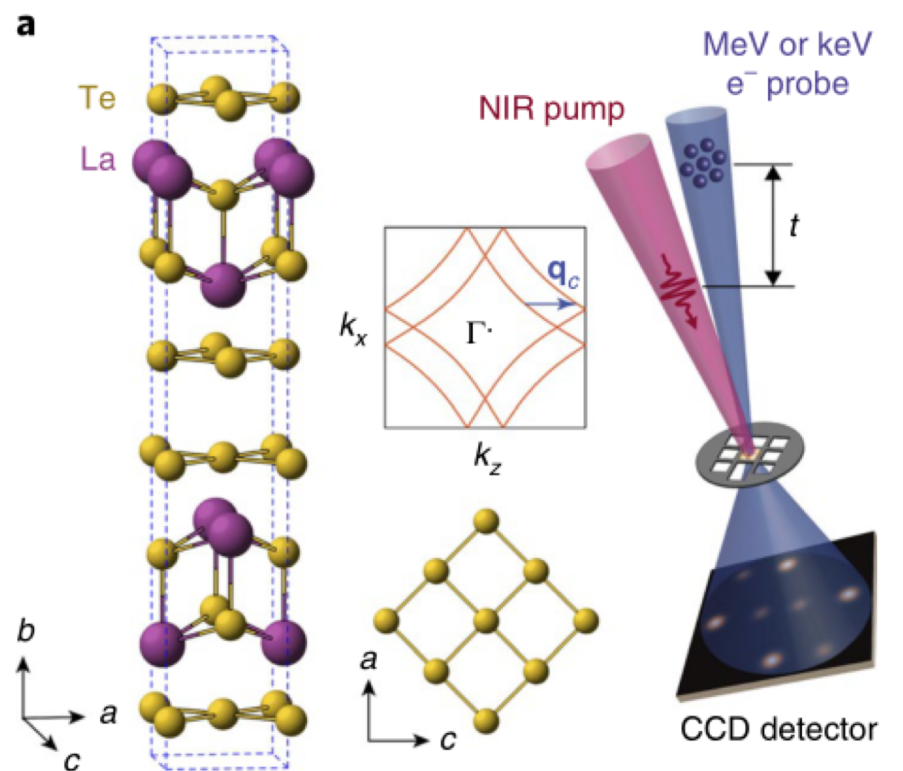 a
Te
La
NIR pump
MeV or keV
e⁻ probe
t
q_c
k_x
Γ
k_z
b
a
c
a
c
CCD detector